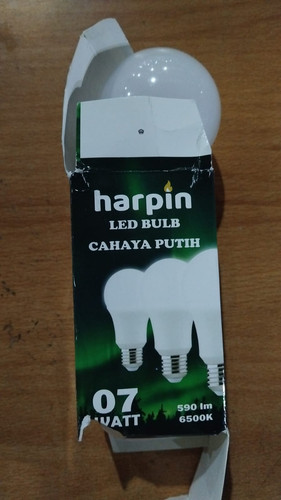 harpin
LED BULB
CAHAYA PUTIH
07
WATT
590 lm
6500K